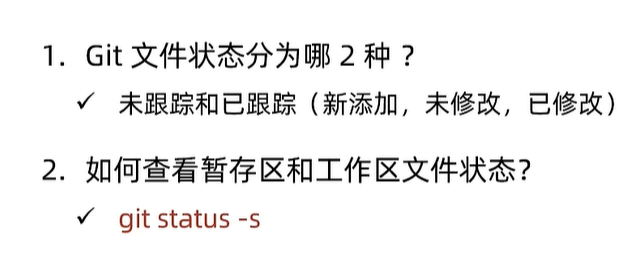 1. Git 文件状态分为哪 2 种 ?
✓ 未跟踪和已跟踪（新添加，未修改，已修改）
2. 如何查看暂存区和工作区文件状态?
✓ git status -s